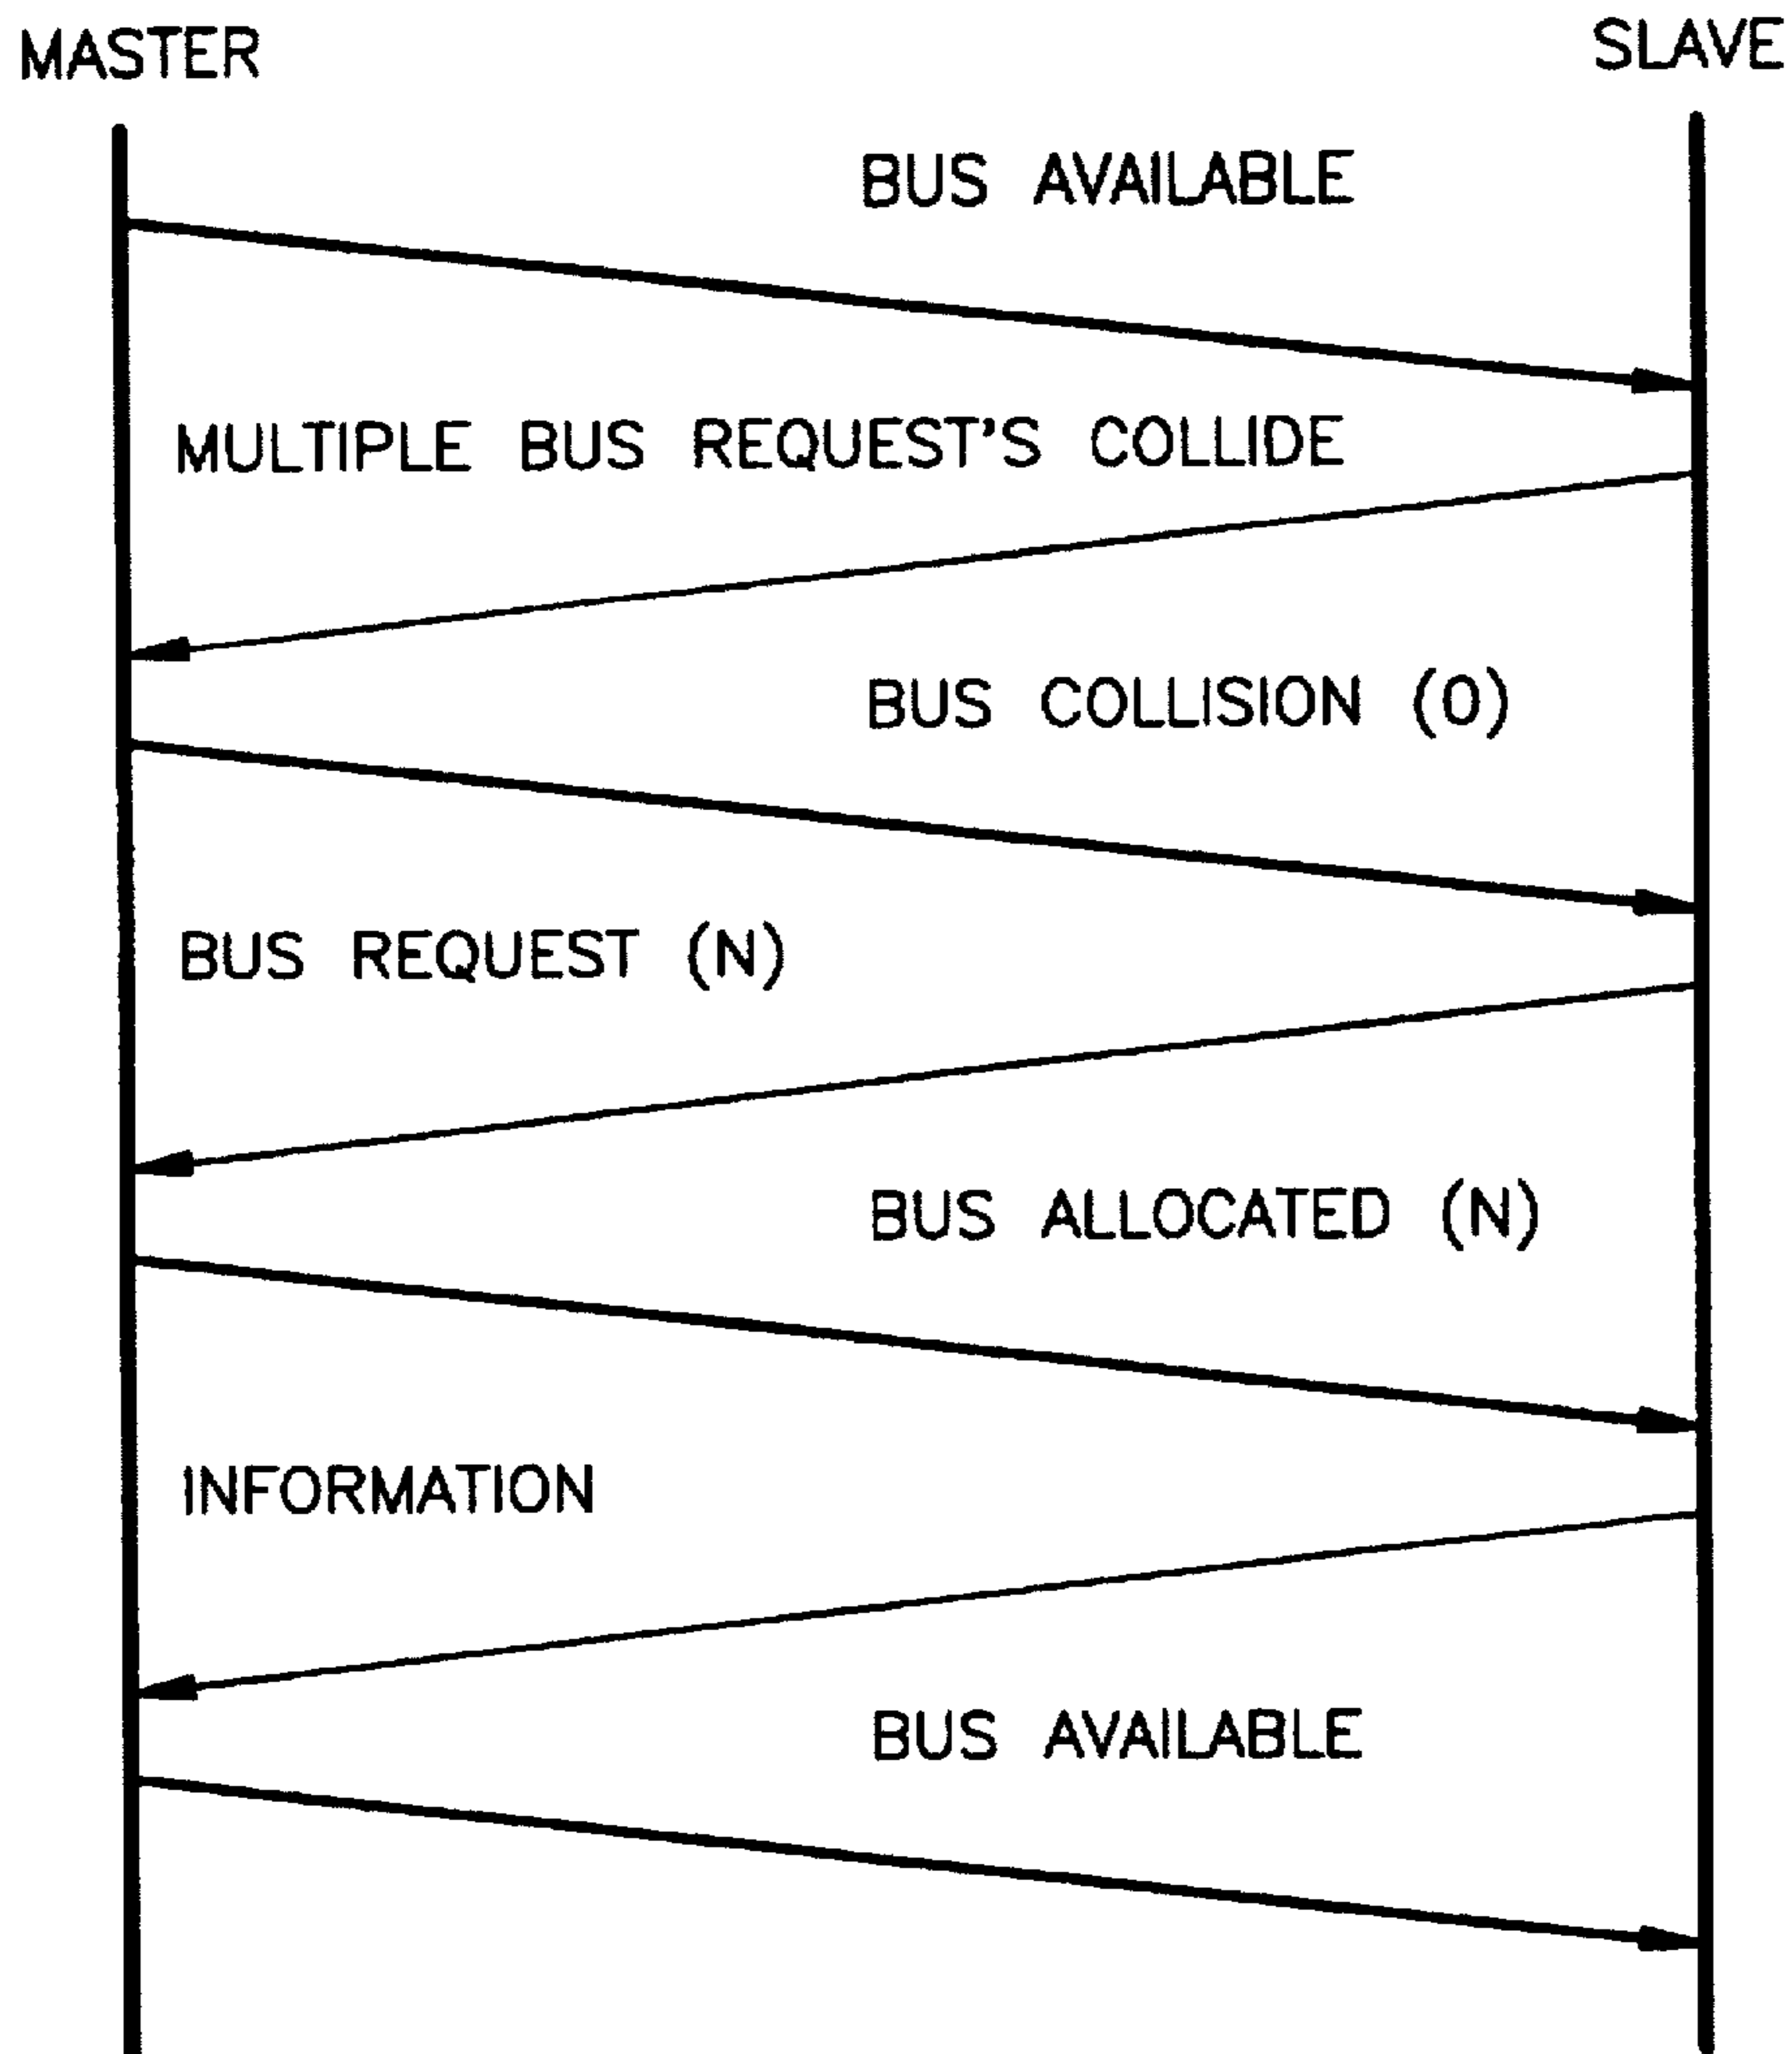 MASTER
SLAVE
BUS AVAILABLE
MULTIPLE BUS REQUEST'S COLLIDE
BUS COLLISION (0)
BUS REQUEST (N)
BUS ALLOCATED (N)
INFORMATION
BUS AVAILABLE